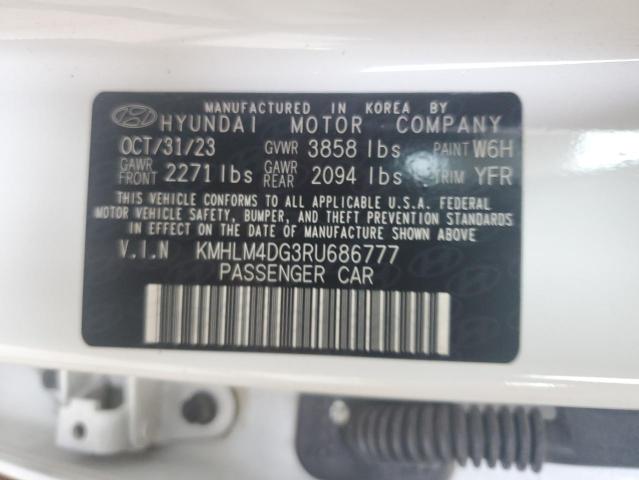 MANUFACTURED IN KOREA BY
HYUNDAI MOTOR COMPANY
OCT/31/23 GVWR 3858 lbs PAINT W6H
GAWR FRONT 2271 lbs GAWR REAR 2094 lbs TRIM YFR
THIS VEHICLE CONFORMS TO ALL APPLICABLE U.S.A. FEDERAL
MOTOR VEHICLE SAFETY, BUMPER, AND THEFT PREVENTION STANDARDS
IN EFFECT ON THE DATE OF MANUFACTURE SHOWN ABOVE
V.I.N KMHLM4DG3RU686777
PASSENGER CAR